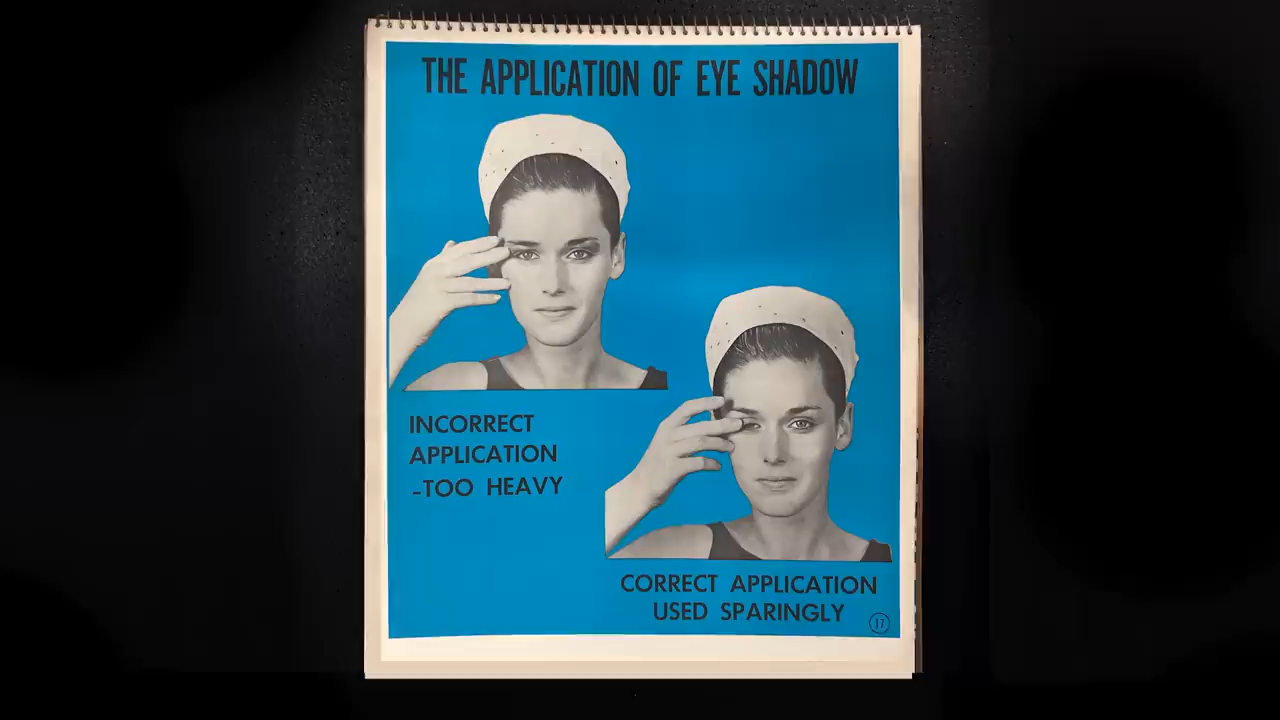 THE APPLICATION OF EYE SHADOW
INCORRECT
APPLICATION
-TOO HEAVY
CORRECT APPLICATION
USED SPARINGLY
17